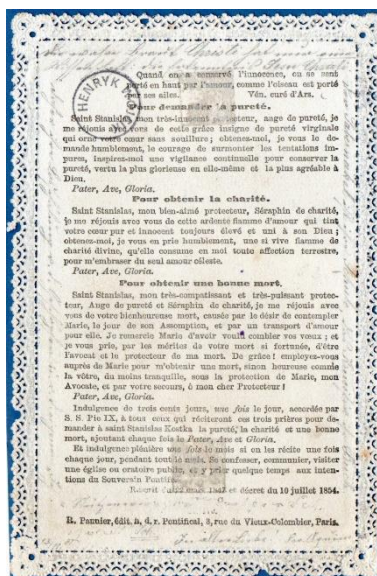 HENRYK
Quand on a conservé l'innocence, on se sent
porté en haut par l'amour, comme l'oiseau est porté
par ses ailes. Vén. curé d'Ars.
Pour demander la pureté.
Saint Stanislas, mon très-innocent protecteur, ange de pureté, je
me réjouis avec vous de cette grâce insigne de pureté virginale
qui orne votre cœur sans souillure; obtenez-moi, je vous le de-
mande humblement, le courage de surmonter les tentations im-
pures, inspirez-moi une vigilance continuelle pour conserver la
pureté, vertu la plus glorieuse en elle-même et la plus agréable à
Dieu.
Pater, Ave, Gloria.
Pour obtenir la charité.
Saint Stanislas, mon bien-aimé protecteur, Séraphin de charité,
je me réjouis avec vous de cette ardente flamme d'amour qui tint
votre cœur pur et innocent toujours élevé et uni à son Dieu;
obtenez-moi, je vous en prie humblement, une si vive flamme de
charité divine, qu'elle consume en moi toute affection terrestre,
pour m'embraser du seul amour céleste.
Pater, Ave, Gloria.
Pour obtenir une bonne mort.
Saint Stanislas, mon très-compatissant et très-puissant protec-
teur, Ange de pureté et Séraphin de charité, je me réjouis avec
vous de votre bienheureuse mort, causée par le désir de contempler
Marie, le jour de son Assomption, et par un transport d'amour
pour elle. Je remercie Marie d'avoir voulu combler vos vœux; et
je vous prie, par les mérites de votre mort si fortunée, d'être
l'avocat et le protecteur de ma mort. De grâce! employez-vous
auprès de Marie pour m'obtenir une mort, sinon heureuse comme
la vôtre, du moins tranquille, sous la protection de Marie, mon
Avocate, et par votre secours, ô mon cher Protecteur!
Pater, Ave, Gloria.
Indulgence de trois cents jours, une fois le jour, accordée par
S. S. Pie IX, à tous ceux qui réciteront ces trois prières pour de-
mander à saint Stanislas Kostka la pureté, la charité et une bonne
mort, ajoutant chaque fois le Pater, Ave et Gloria.
Et indulgence plénière une fois le mois si on les récite une fois
chaque jour, pendant tout le mois. Se confesser, communier, visiter
une église ou oratoire public, et y prier quelque temps aux inten-
tions du Souverain Pontife.
et décret du 10 juillet 1854.
R. Pannier, édit. h. d. r. Pontifical, 3, rue du Vieux-Colombier, Paris.